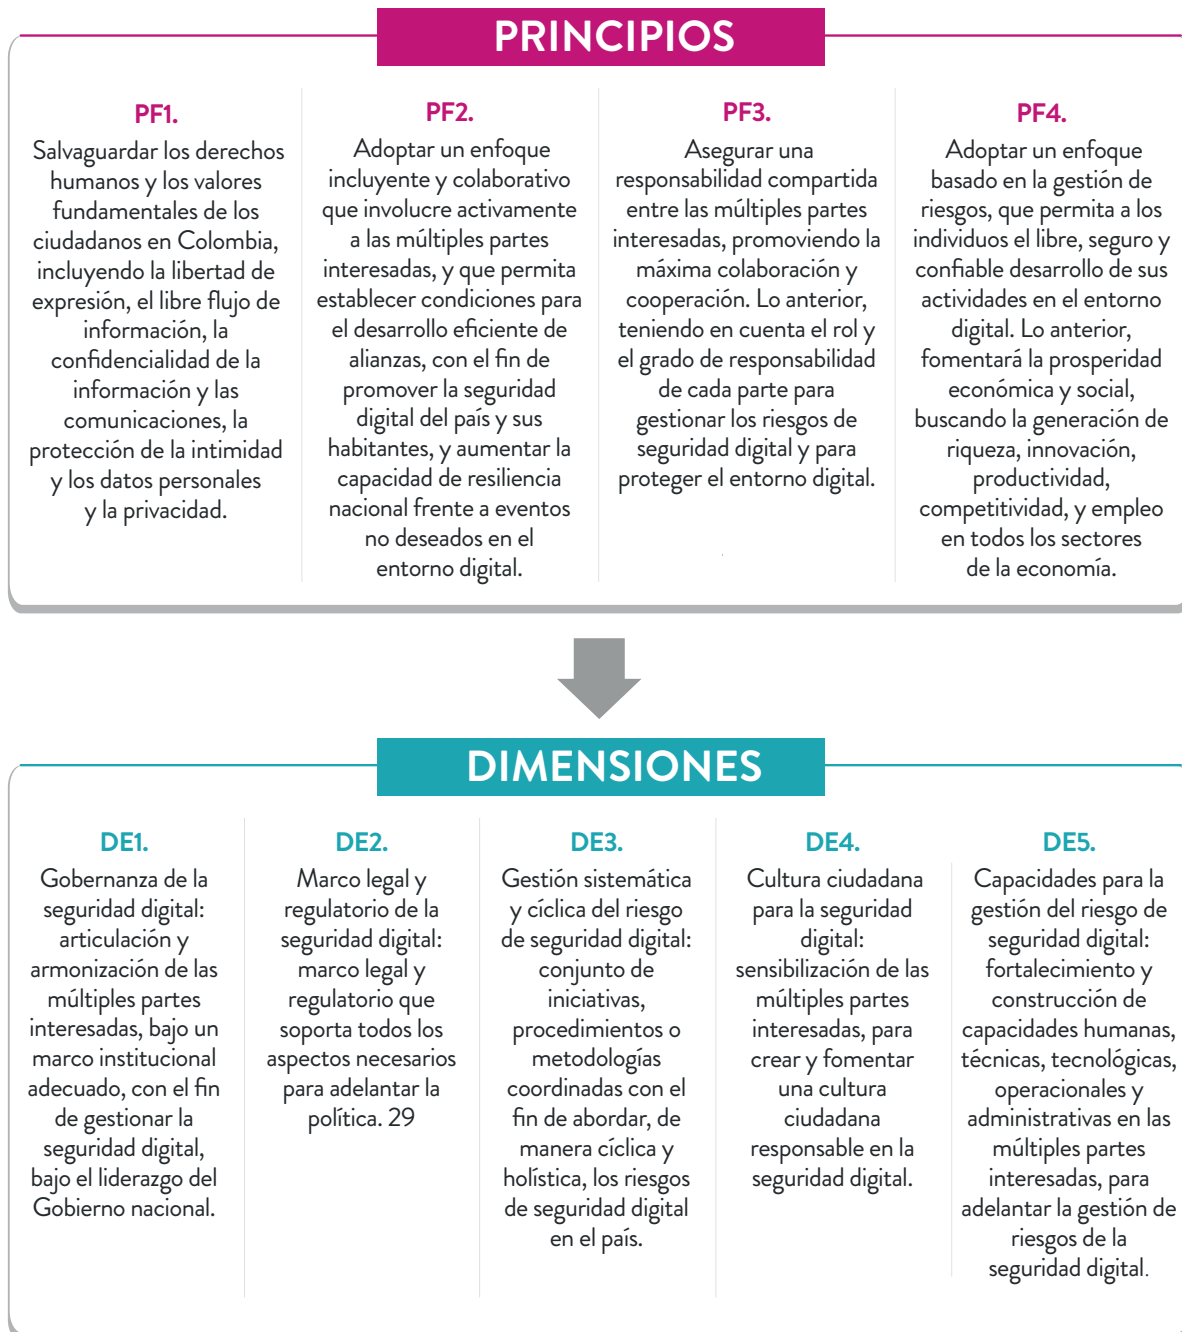 PRINCIPIOS
PF1.
Salvaguardar los derechos
humanos y los valores
fundamentales de los
ciudadanos en Colombia,
incluyendo la libertad de
expresión, el libre flujo de
información, la
confidencialidad de la
información y las
comunicaciones, la
protección de la intimidad
y los datos personales
y la privacidad.
PF2.
Adoptar un enfoque
incluyente y colaborativo
que involucre activamente
a las múltiples partes
interesadas, y que permita
establecer condiciones para
el desarrollo eficiente de
alianzas, con el fin de
promover la seguridad
digital del país y sus
habitantes, y aumentar la
capacidad de resiliencia
nacional frente a eventos
no deseados en el
entorno digital.
PF3.
Asegurar una
responsabilidad compartida
entre las múltiples partes
interesadas, promoviendo la
máxima colaboración y
cooperación. Lo anterior,
teniendo en cuenta el rol y
el grado de responsabilidad
de cada parte para
gestionar los riesgos de
seguridad digital y para
proteger el entorno digital.
PF4.
Adoptar un enfoque
basado en la gestión de
riesgos, que permita a los
individuos el libre, seguro y
confiable desarrollo de sus
actividades en el entorno
digital. Lo anterior,
fomentará la prosperidad
económica y social,
buscando la generación de
riqueza, innovación,
productividad,
competitividad, y empleo
en todos los sectores
de la economía.
DIMENSIONES
DE1.
Gobernanza de la
seguridad digital:
articulación y
armonización de las
múltiples partes
interesadas, bajo un
marco institucional
adecuado, con el fin
de gestionar la
seguridad digital,
bajo el liderazgo del
Gobierno nacional.
DE2.
Marco legal y
regulatorio de la
seguridad digital:
marco legal y
regulatorio que
soporta todos los
aspectos necesarios
para adelantar la
política. 29
DE3.
Gestión sistemática
y cíclica del riesgo
de seguridad digital:
conjunto de
iniciativas,
procedimientos o
metodologías
coordinadas con el
fin de abordar, de
manera cíclica y
holística, los riesgos
de seguridad digital
en el país.
DE4.
Cultura ciudadana
para la seguridad
digital:
sensibilización de las
múltiples partes
interesadas, para
crear y fomentar
una cultura
ciudadana
responsable en la
seguridad digital.
DE5.
Capacidades para la
gestión del riesgo de
seguridad digital:
fortalecimiento y
construcción de
capacidades humanas,
técnicas, tecnológicas,
operacionales y
administrativas en las
múltiples partes
interesadas, para
adelantar la gestión de
riesgos de la
seguridad digital.